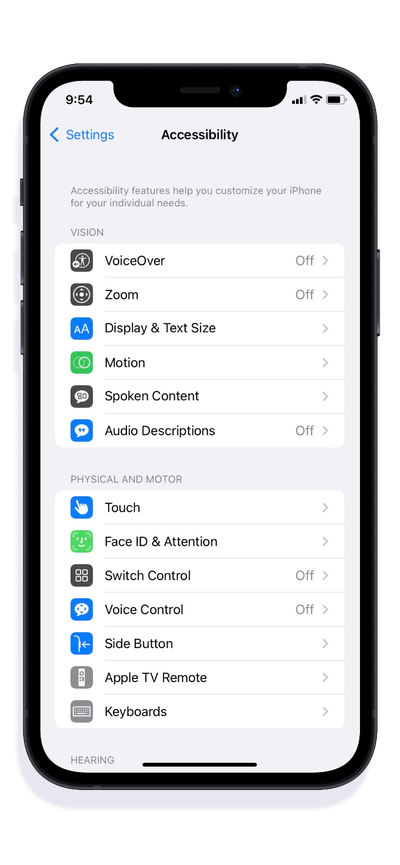 9:54
Settings
Accessibility
Accessibility features help you customize your iPhone
for your individual needs.
VISION
VoiceOver Off
Zoom Off
AA Display & Text Size
Motion
Spoken Content
Audio Descriptions Off
PHYSICAL AND MOTOR
Touch
Face ID & Attention
Switch Control Off
Voice Control Off
Side Button
Apple TV Remote
Keyboards
HEARING